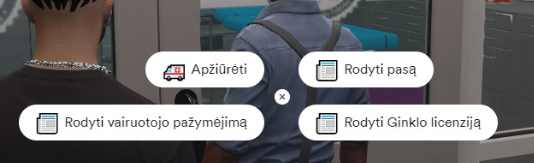 Apžiūrėti
Rodyti pasą
Rodyti vairuotojo pažymėjimą
Rodyti Ginklo licenziją